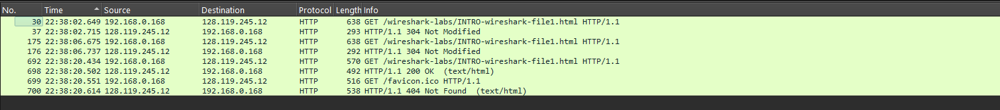 No. Time Source Destination Protocol Length Info
30 22:38:02.649 192.168.0.168 128.119.245.12 HTTP 638 GET /wireshark-labs/INTRO-wireshark-file1.html HTTP/1.1
37 22:38:02.715 128.119.245.12 192.168.0.168 HTTP 293 HTTP/1.1 304 Not Modified
175 22:38:06.675 192.168.0.168 128.119.245.12 HTTP 638 GET /wireshark-labs/INTRO-wireshark-file1.html HTTP/1.1
176 22:38:06.737 128.119.245.12 192.168.0.168 HTTP 292 HTTP/1.1 304 Not Modified
692 22:38:20.434 192.168.0.168 128.119.245.12 HTTP 570 GET /wireshark-labs/INTRO-wireshark-file1.html HTTP/1.1
698 22:38:20.502 128.119.245.12 192.168.0.168 HTTP 492 HTTP/1.1 200 OK (text/html)
699 22:38:20.551 192.168.0.168 128.119.245.12 HTTP 516 GET /favicon.ico HTTP/1.1
700 22:38:20.614 128.119.245.12 192.168.0.168 HTTP 538 HTTP/1.1 404 Not Found (text/html)